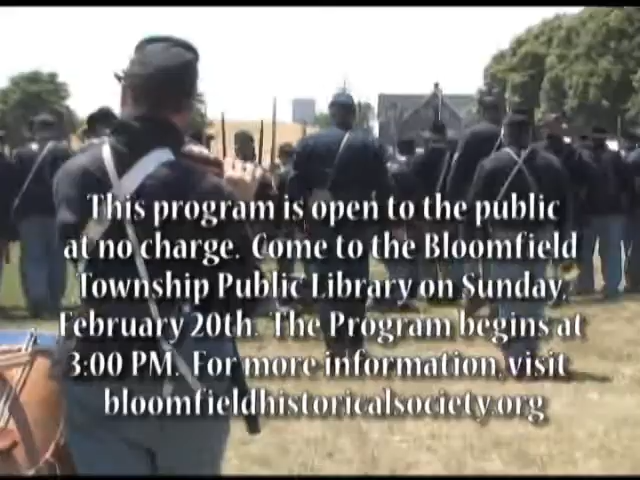 This program is open to the public
at no charge. Come to the Bloomfield
Township Public Library on Sunday,
February 20th. The Program begins at
3:00 PM. For more information, visit
bloomfieldhistoricalsociety.org